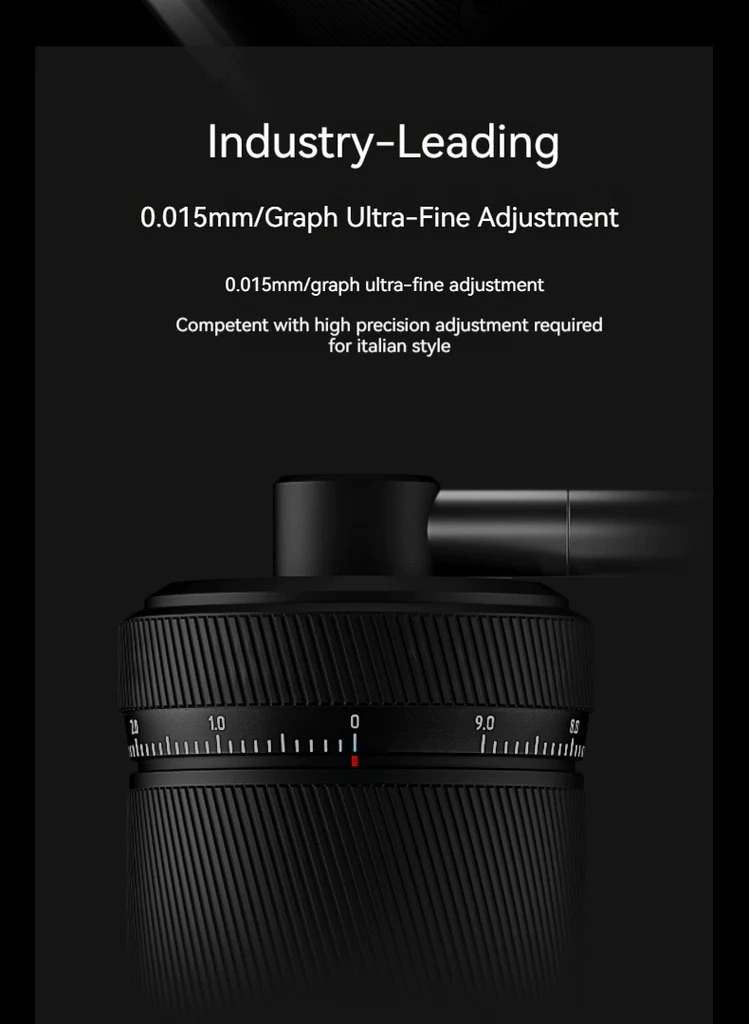 Industry-Leading
0.015mm/Graph Ultra-Fine Adjustment
0.015mm/graph ultra-fine adjustment
Competent with high precision adjustment required
for italian style
1.0 0 9.0